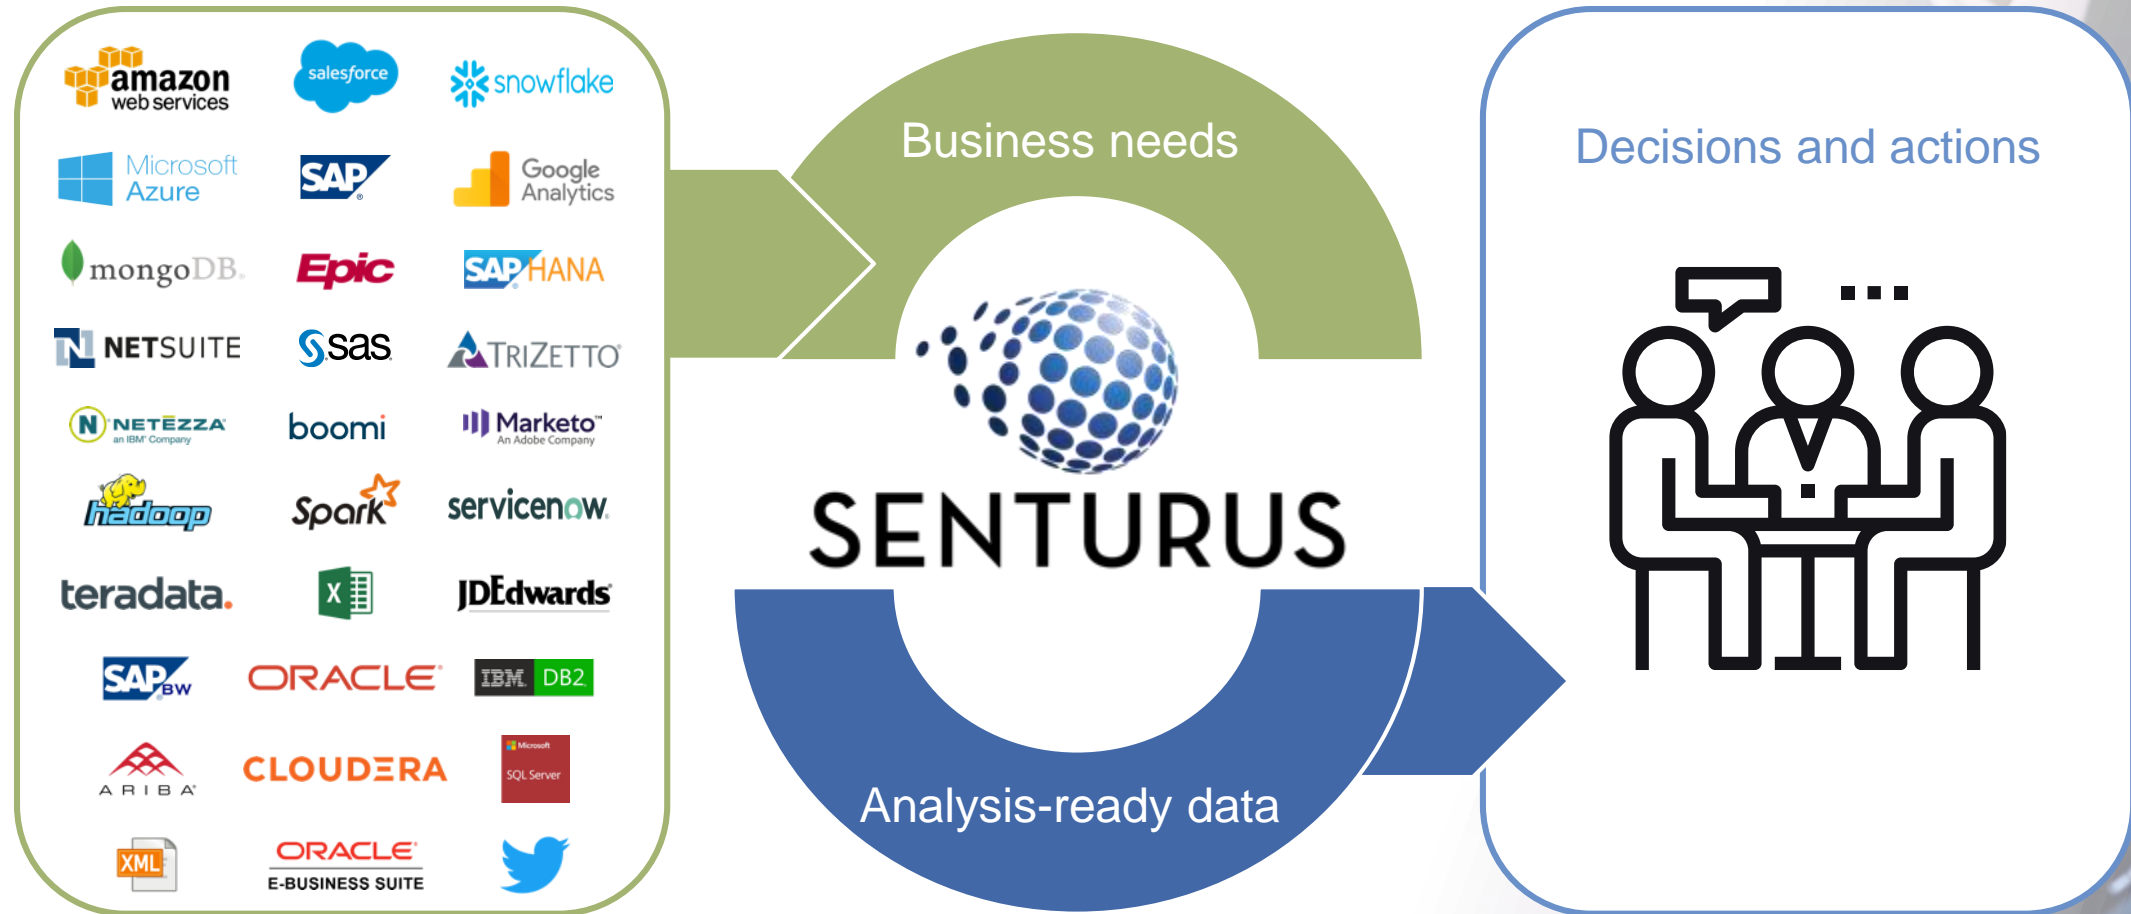 amazon
web services
salesforce
snowflake
Microsoft
Azure
SAP
®
Google
Analytics
mongoDB®
Epic
SAP HANA
®
N NETSUITE
S sas
TRIZETTO®
N NETEZZA®
an IBM® Company
boomi
Marketo™
An Adobe Company
hadoop
Spark
servicenow.
teradata.
X
JDEdwards®
SAP BW
®
ORACLE®
IBM. DB2.
ARIBA®
CLOUDERA
Microsoft
SQL Server
XML
ORACLE®
E-BUSINESS SUITE
Business needs
SENTURUS
Analysis-ready data
Decisions and actions